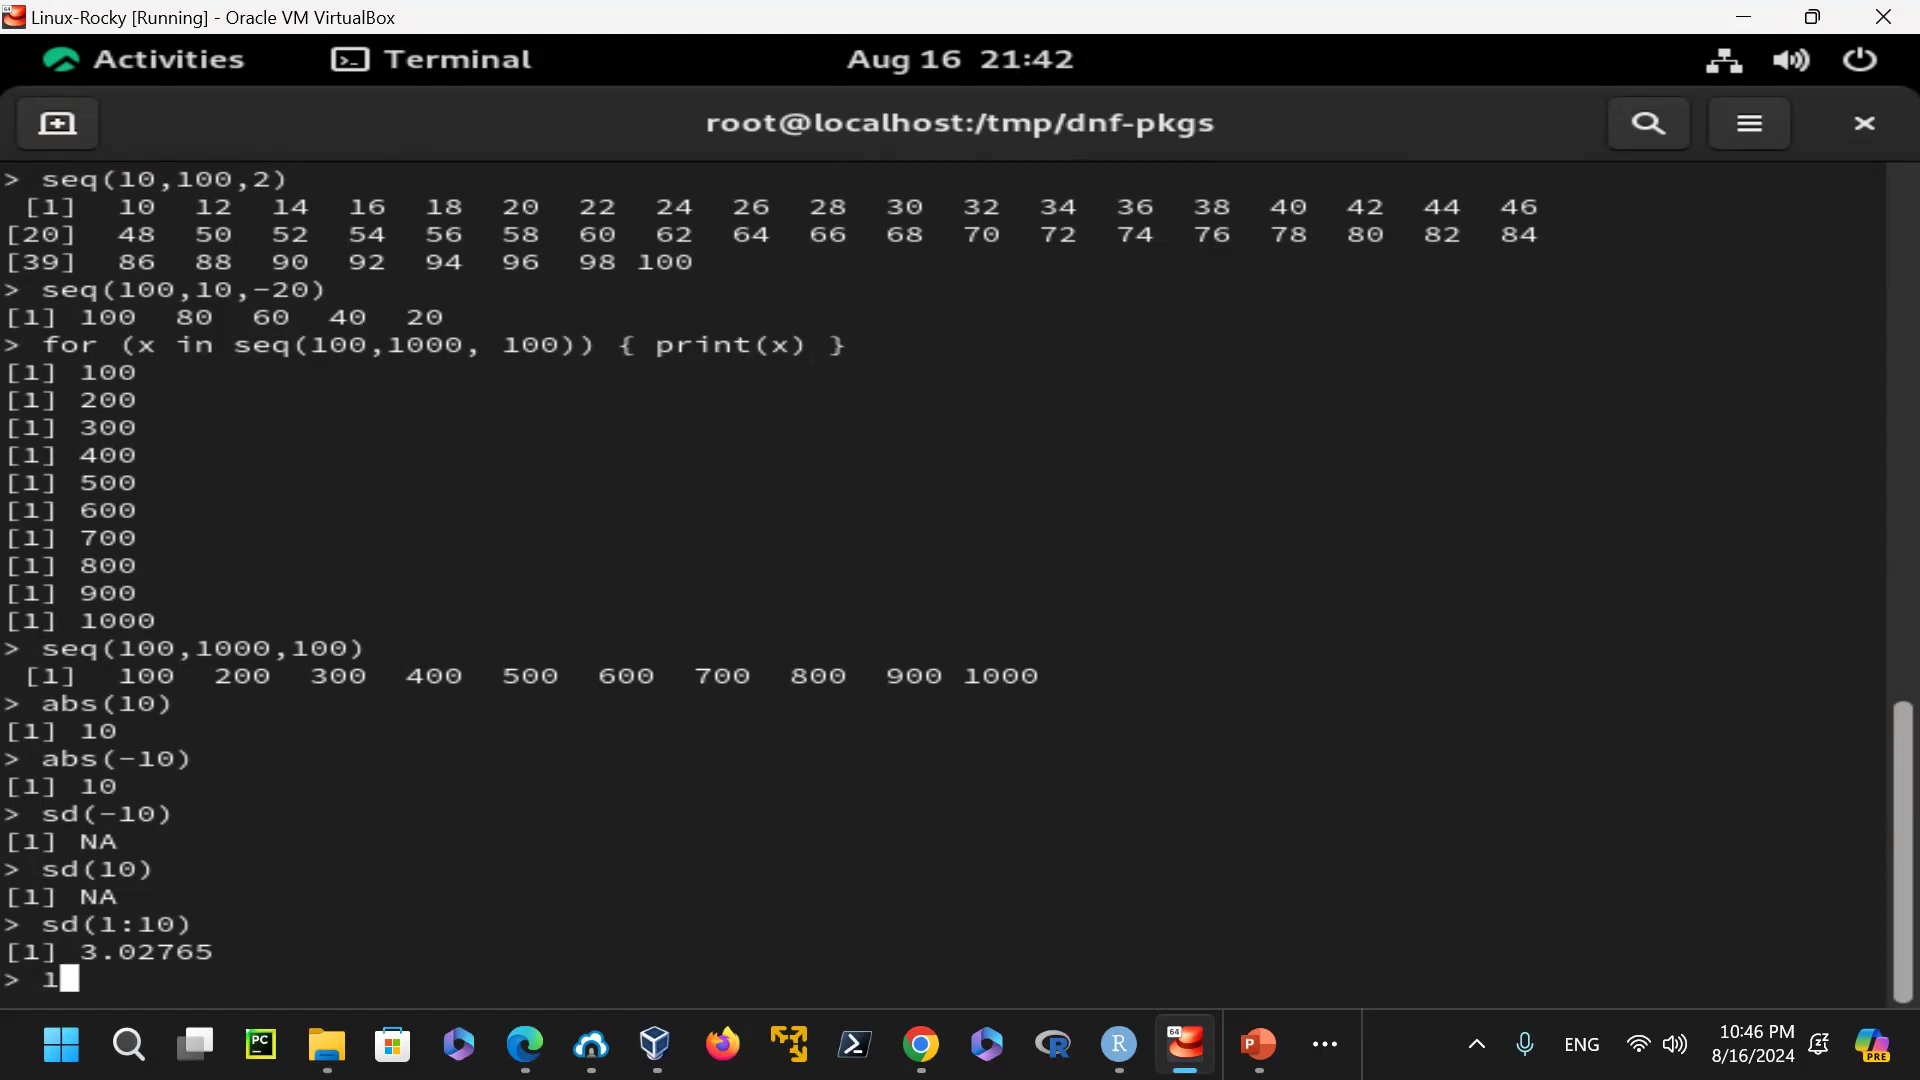 Linux-Rocky [Running] - Oracle VM VirtualBox
Activities Terminal Aug 16 21:42
root@localhost:/tmp/dnf-pkgs
> seq(10,100,2)
[1] 10 12 14 16 18 20 22 24 26 28 30 32 34 36 38 40 42 44 46
[20] 48 50 52 54 56 58 60 62 64 66 68 70 72 74 76 78 80 82 84
[39] 86 88 90 92 94 96 98 100
> seq(100,10,-20)
[1] 100 80 60 40 20
> for (x in seq(100,1000, 100)) { print(x) }
[1] 100
[1] 200
[1] 300
[1] 400
[1] 500
[1] 600
[1] 700
[1] 800
[1] 900
[1] 1000
> seq(100,1000,100)
[1] 100 200 300 400 500 600 700 800 900 1000
> abs(10)
[1] 10
> abs(-10)
[1] 10
> sd(-10)
[1] NA
> sd(10)
[1] NA
> sd(1:10)
[1] 3.02765
> l
ENG 10:46 PM
8/16/2024